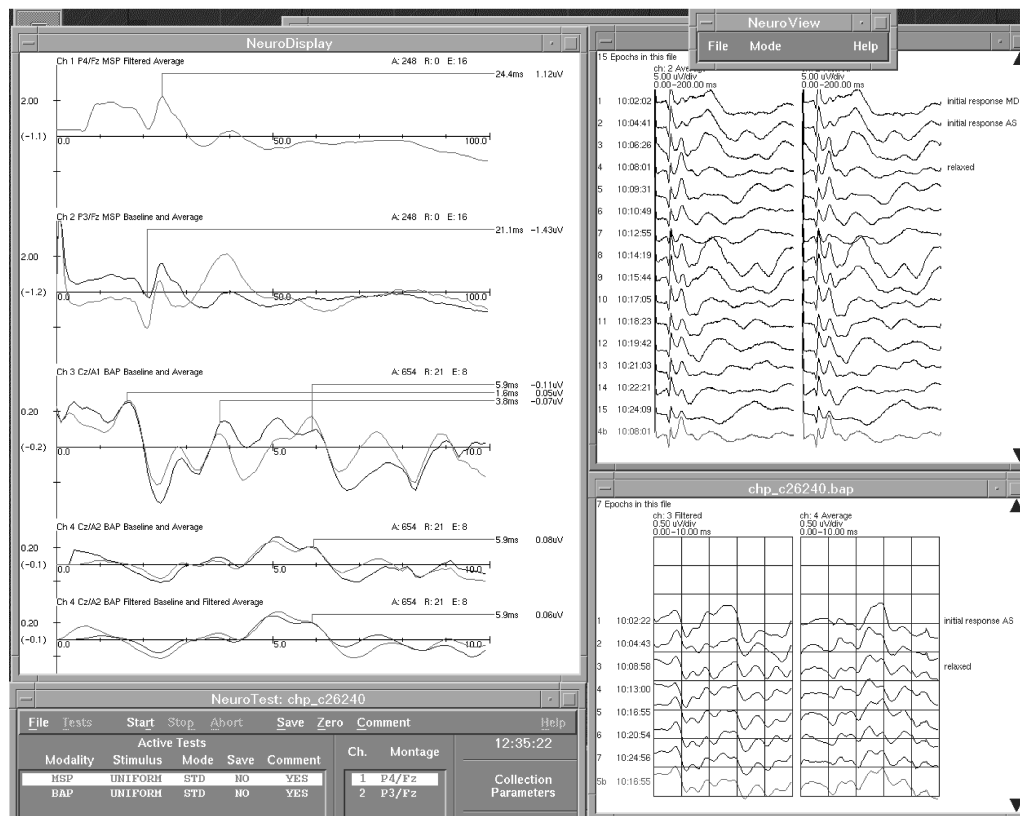 NeuroDisplay
Ch 1 P4/Fz MSP Filtered Average A: 248 R: 0 E: 16
24.4ms 1.12uV
2.00
(-1.1)
0.0 50.0 100.0
Ch 2 P3/Fz MSP Baseline and Average A: 248 R: 0 E: 16
21.1ms -1.43uV
2.00
(-1.2)
0.0 50.0 100.0
Ch 3 Cz/A1 BAP Baseline and Average A: 654 R: 21 E: 8
5.9ms -0.11uV
1.6ms 0.05uV
3.8ms -0.07uV
0.20
(-0.2)
0.0 5.0 10.0
Ch 4 Cz/A2 BAP Baseline and Average A: 654 R: 21 E: 8
5.9ms 0.08uV
0.20
(-0.1)
0.0 5.0 10.0
Ch 4 Cz/A2 BAP Filtered Baseline and Filtered Average A: 654 R: 21 E: 8
5.9ms 0.06uV
0.20
(-0.1)
0.0 5.0 10.0
NeuroView
File Mode Help
15 Epochs in this file
ch: 2 Average
5.00 uV/div 5.00 uV/div
0.00-200.00 ms 0.00-200.00 ms
1 10:02:02 initial response MD
2 10:04:41 initial response AS
3 10:06:26
4 10:08:01 relaxed
5 10:09:31
6 10:10:49
7 10:12:55
8 10:14:19
9 10:15:44
10 10:17:05
11 10:18:23
12 10:19:42
13 10:21:03
14 10:22:21
15 10:24:09
4b 10:08:01
chp_c26240.bap
7 Epochs in this file
ch: 3 Filtered ch: 4 Average
0.50 uV/div 0.50 uV/div
0.00-10.00 ms 0.00-10.00 ms
1 10:02:22 initial response AS
2 10:04:43
3 10:08:58 relaxed
4 10:13:00
5 10:16:55
6 10:20:54
7 10:24:56
5b 10:16:55
NeuroTest: chp_c26240
File Tests Start Stop Abort Save Zero Comment Help
Active Tests
Modality Stimulus Mode Save Comment
MSP UNIFORM STD NO YES
BAP UNIFORM STD NO YES
Ch. Montage
1 P4/Fz
2 P3/Fz
12:35:22
Collection
Parameters